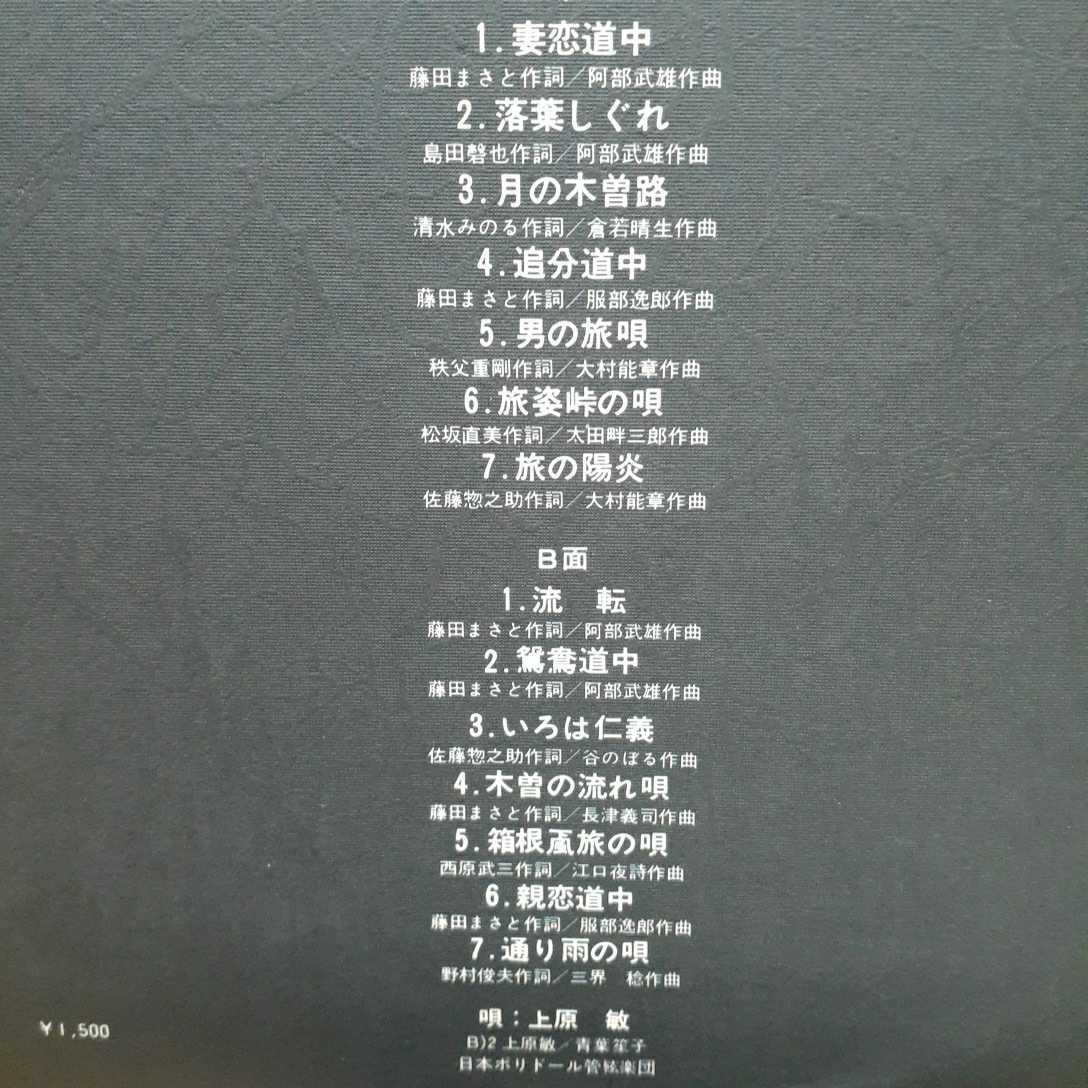 1.妻恋道中
藤田まさと作詞／阿部武雄作曲
2.落葉しぐれ
島田磬也作詞／阿部武雄作曲
3.月の木曽路
清水みのる作詞／倉若晴生作曲
4.追分道中
藤田まさと作詞／服部逸郎作曲
5.男の旅唄
秩父重剛作詞／大村能章作曲
6.旅姿峠の唄
松坂直美作詞／太田畔三郎作曲
7.旅の陽炎
佐藤惣之助作詞／大村能章作曲
B面
1.流　転
藤田まさと作詞／阿部武雄作曲
2.鴛鴦道中
藤田まさと作詞／阿部武雄作曲
3.いろは仁義
佐藤惣之助作詞／谷のぼる作曲
4.木曽の流れ唄
藤田まさと作詞／長津義司作曲
5.箱根風旅の唄
西原武三作詞／江口夜詩作曲
6.親恋道中
藤田まさと作詞／服部逸郎作曲
7.通り雨の唄
野村俊夫作詞／三界　稔作曲
唄：上原　敏
B)2 上原敏／青葉笙子
日本ポリドール管絃楽団
¥1,500